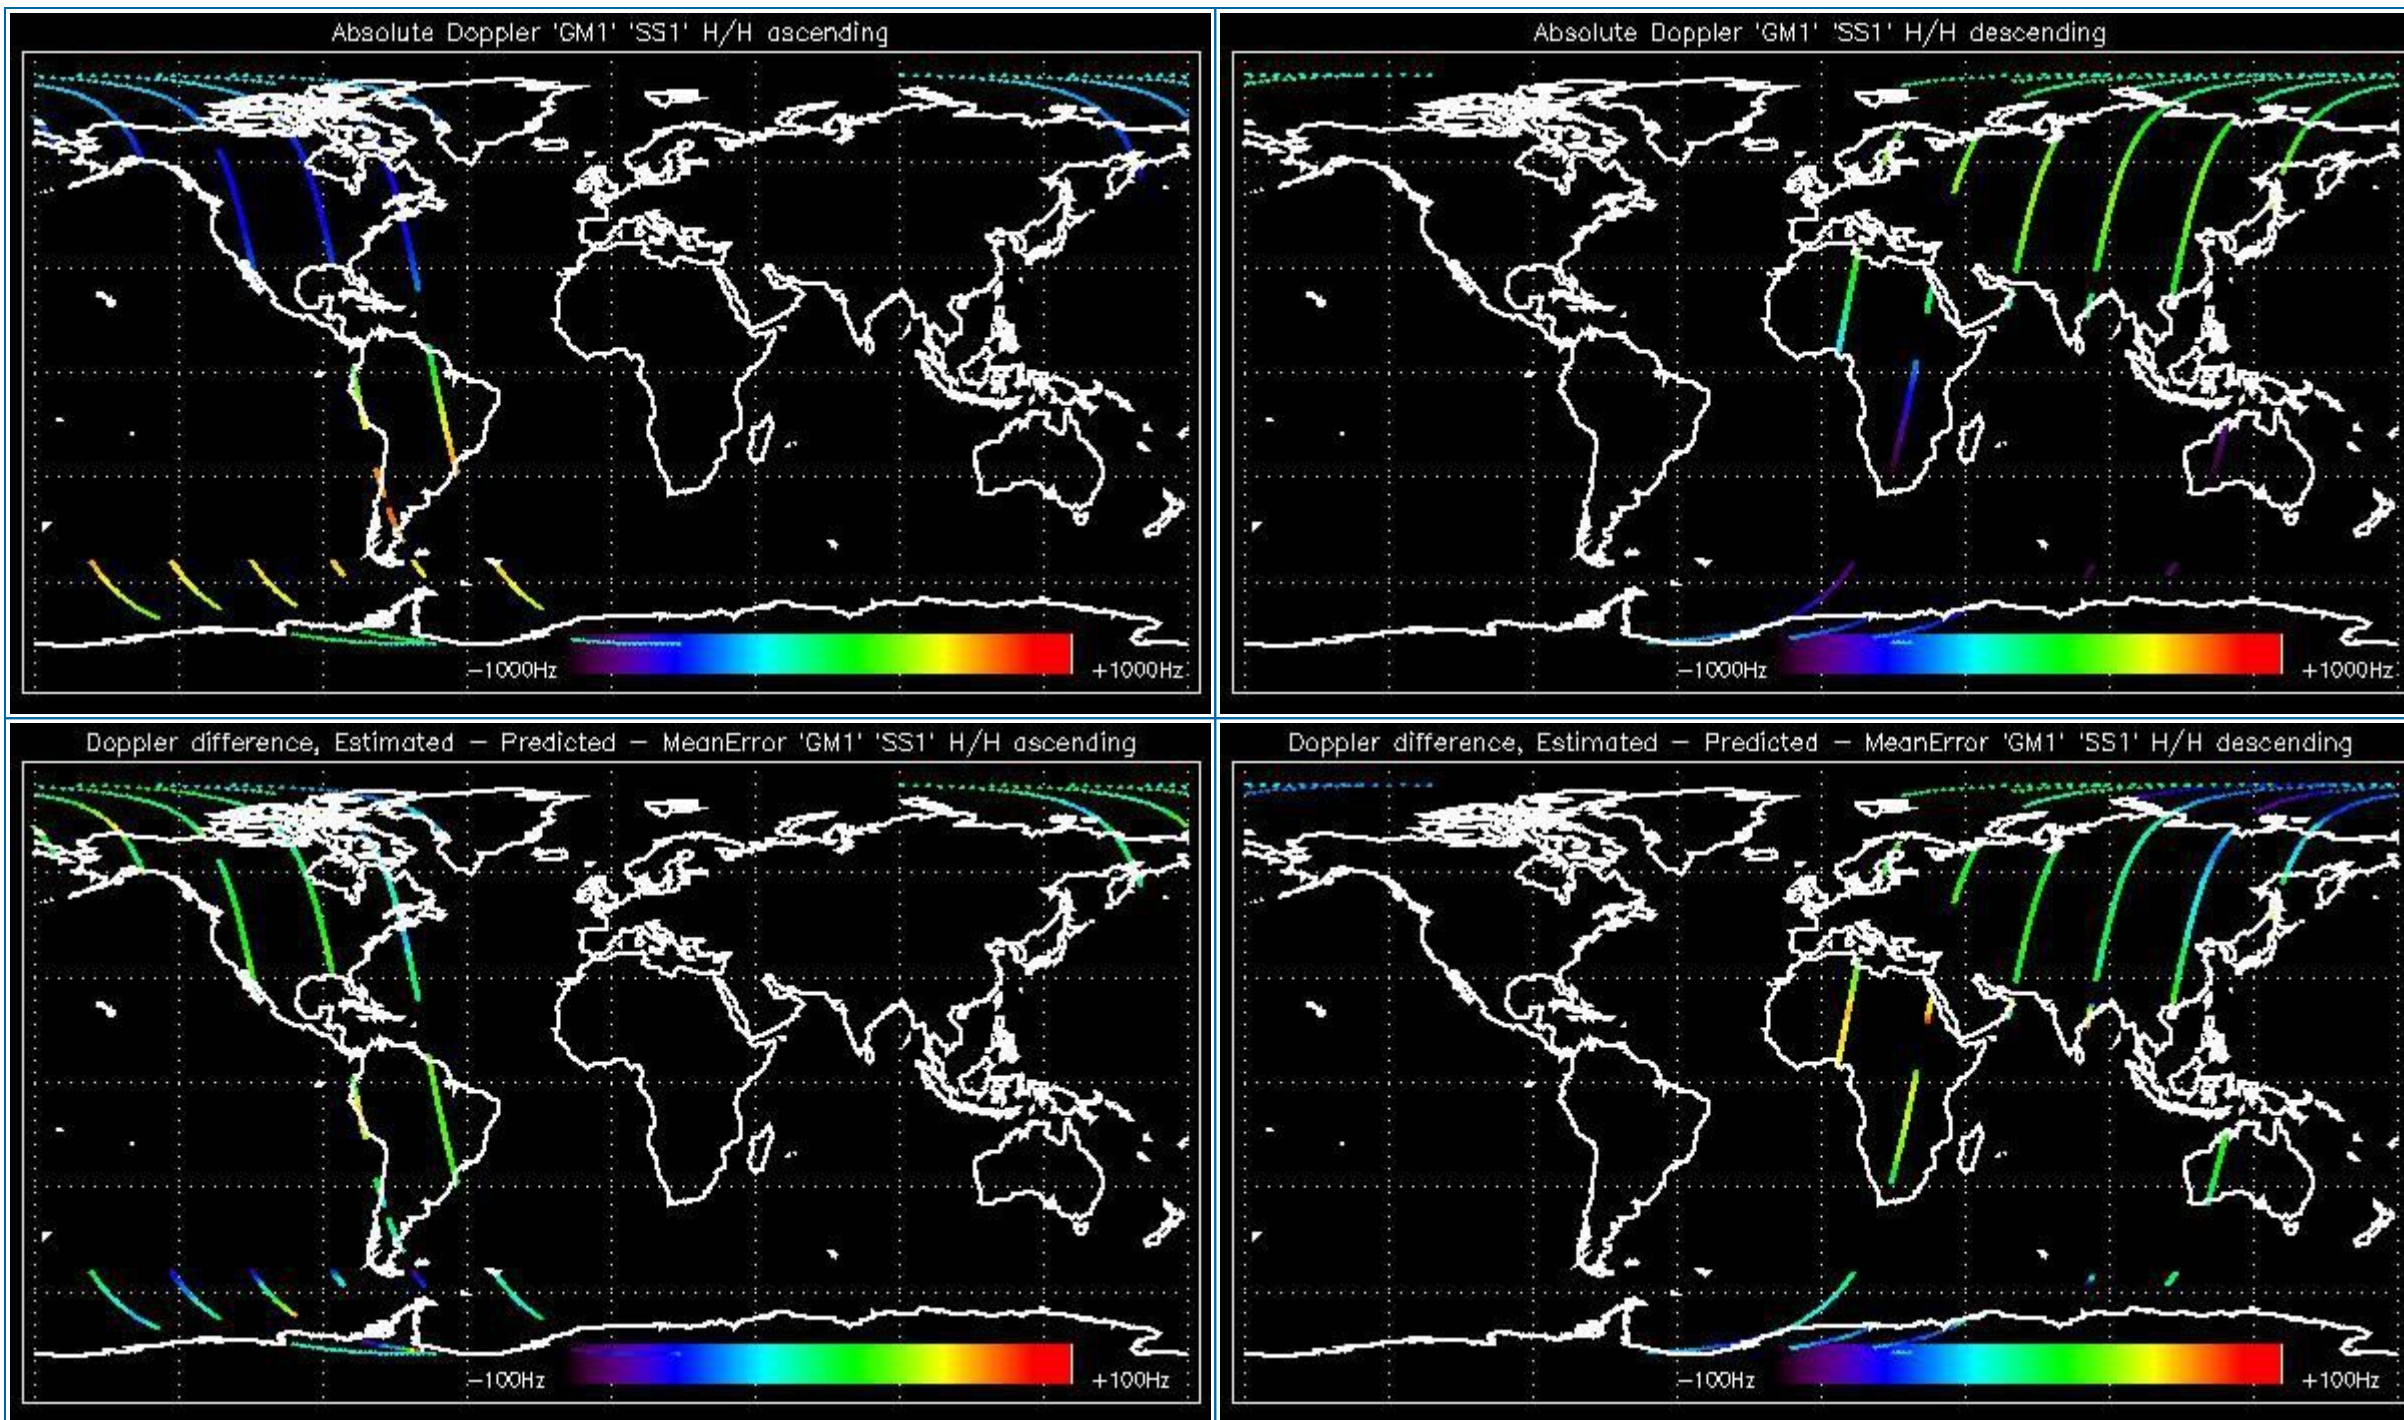 Absolute Doppler 'GM1' 'SS1' H/H ascending
-1000Hz
+1000Hz
Absolute Doppler 'GM1' 'SS1' H/H descending
-1000Hz
+1000Hz
Doppler difference, Estimated - Predicted - MeanError 'GM1' 'SS1' H/H ascending
-100Hz
+100Hz
Doppler difference, Estimated - Predicted - MeanError 'GM1' 'SS1' H/H descending
-100Hz
+100Hz